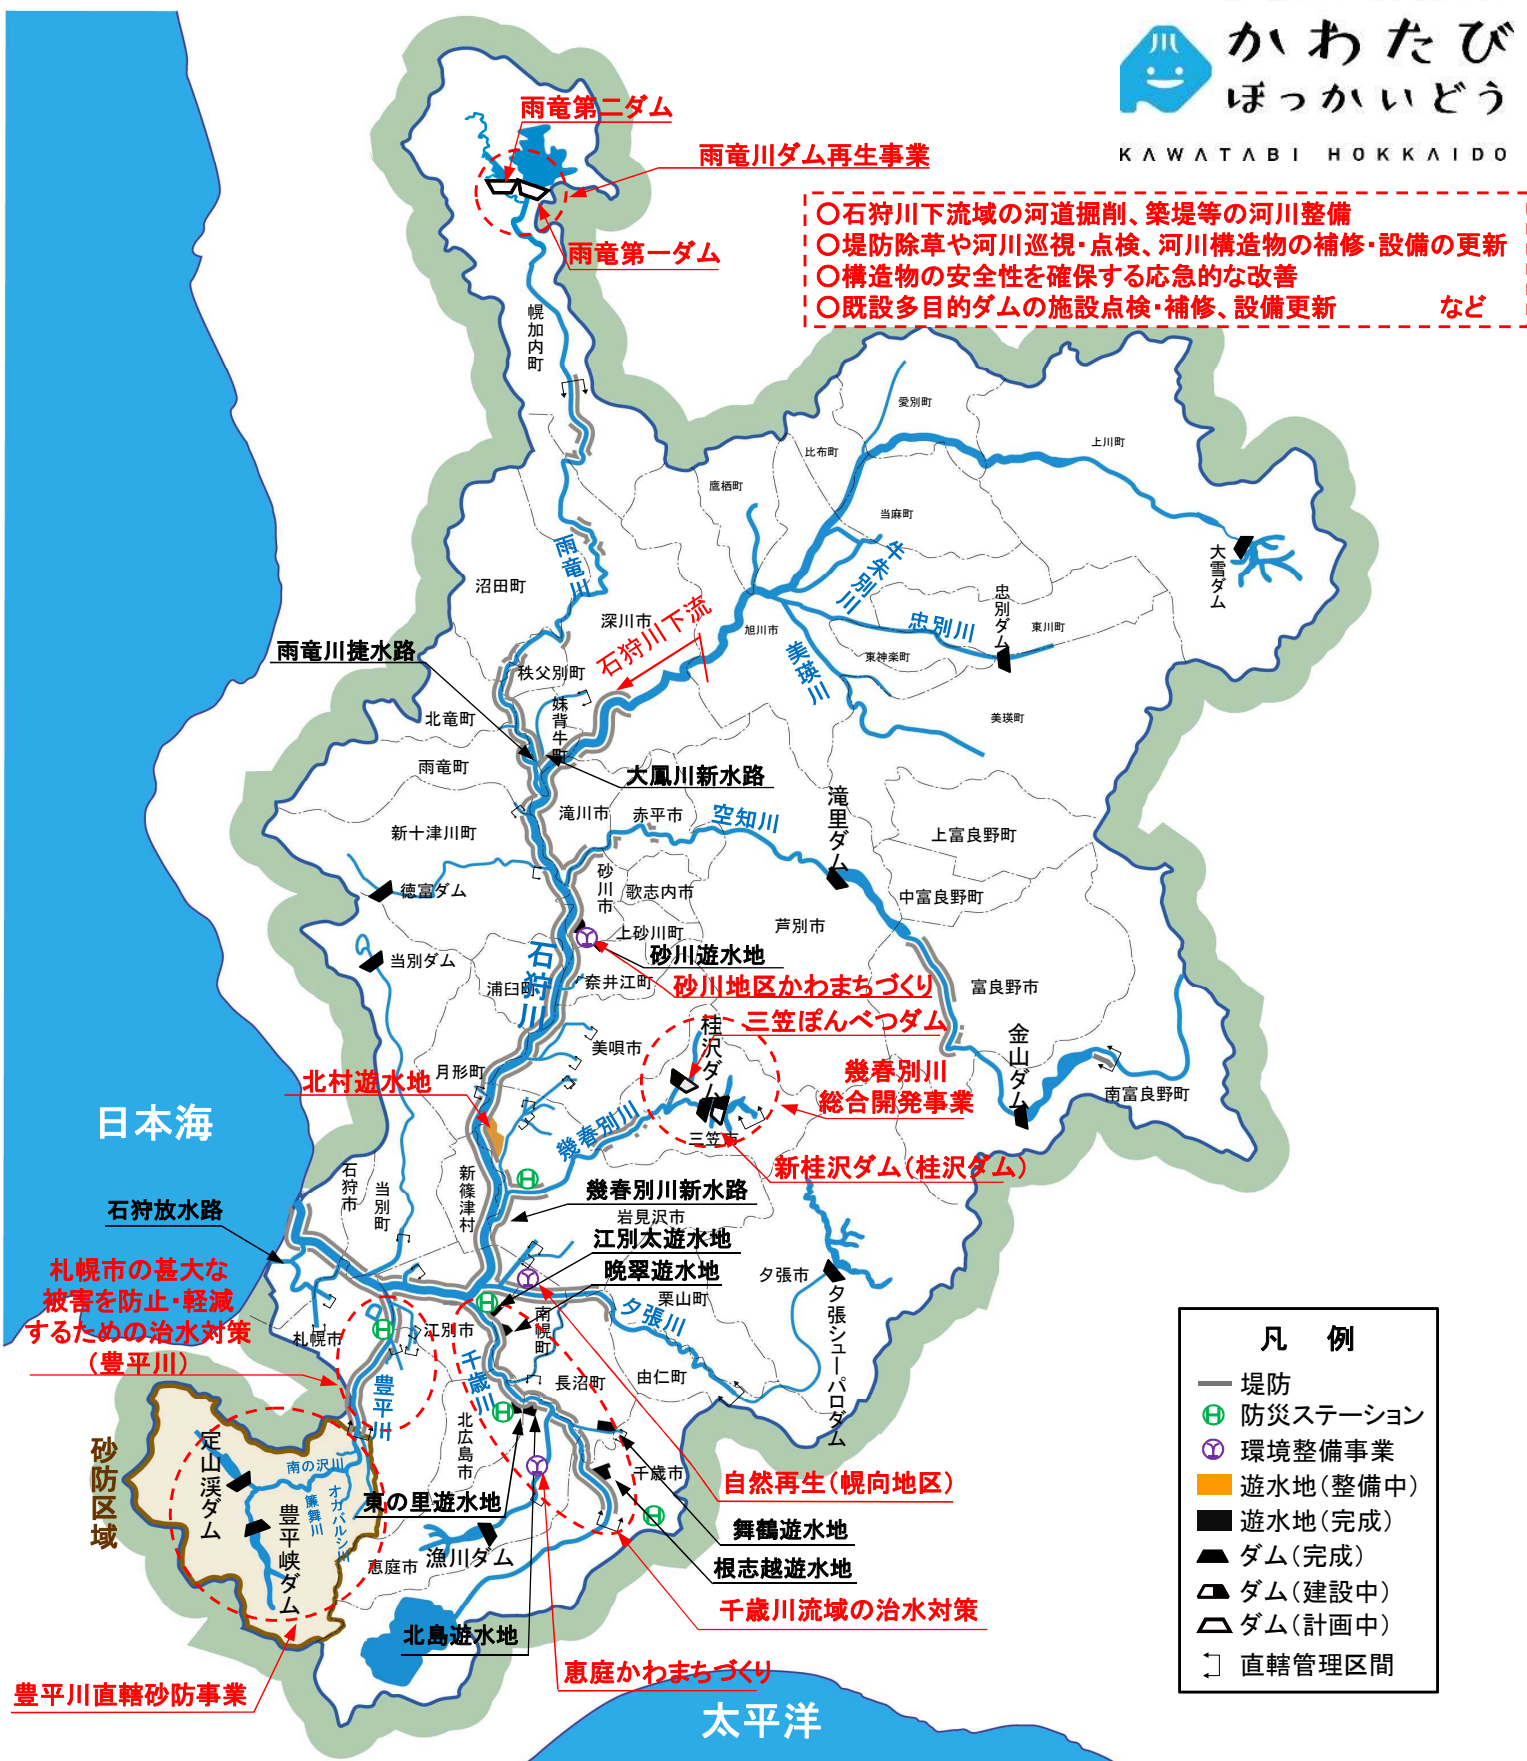 かわたび
ほっかいどう
KAWATABI HOKKAIDO
○石狩川下流域の河道掘削、築堤等の河川整備
○堤防除草や河川巡視・点検、河川構造物の補修・設備の更新
○構造物の安全性を確保する応急的な改善
○既設多目的ダムの施設点検・補修、設備更新 など
雨竜第二ダム
雨竜川ダム再生事業
雨竜第一ダム
幌加内町
愛別町
上川町
比布町
鷹栖町
当麻町
大雪ダム
雨竜川
牛朱別川
沼田町
深川市
忠別ダム
忠別川
東川町
旭川市
石狩川下流
雨竜川捷水路
東神楽町
美瑛川
秩父別町
妹背牛町
北竜町
美瑛町
雨竜町
大鳳川新水路
滝川市
赤平市
空知川
滝里ダム
上富良野町
新十津川町
徳富ダム
砂川市
歌志内市
中富良野町
芦別市
上砂川町
当別ダム
石狩川
砂川遊水地
浦臼町
奈井江町
砂川地区かわまちづくり
富良野市
三笠ぽんべつダム
桂沢ダム
金山ダム
美唄市
月形町
北村遊水地
幾春別川
総合開発事業
南富良野町
日本海
幾春別川
三笠市
新桂沢ダム(桂沢ダム)
石狩市
当別町
新篠津村
幾春別川新水路
石狩放水路
岩見沢市
江別太遊水地
晩翠遊水地
札幌市の甚大な
被害を防止・軽減
するための治水対策
(豊平川)
夕張市
夕張シューパロダム
栗山町
夕張川
南幌町
江別市
札幌市
千歳川
長沼町
由仁町
豊平川
北広島市
砂防区域
定山渓ダム
南の沢川
オカバルシ川
簾舞川
豊平峡ダム
東の里遊水地
千歳市
自然再生(幌向地区)
舞鶴遊水地
根志越遊水地
恵庭市
漁川ダム
千歳川流域の治水対策
北島遊水地
恵庭かわまちづくり
豊平川直轄砂防事業
太平洋
凡 例
堤防
防災ステーション
環境整備事業
遊水地(整備中)
遊水地(完成)
ダム(完成)
ダム(建設中)
ダム(計画中)
直轄管理区間
川